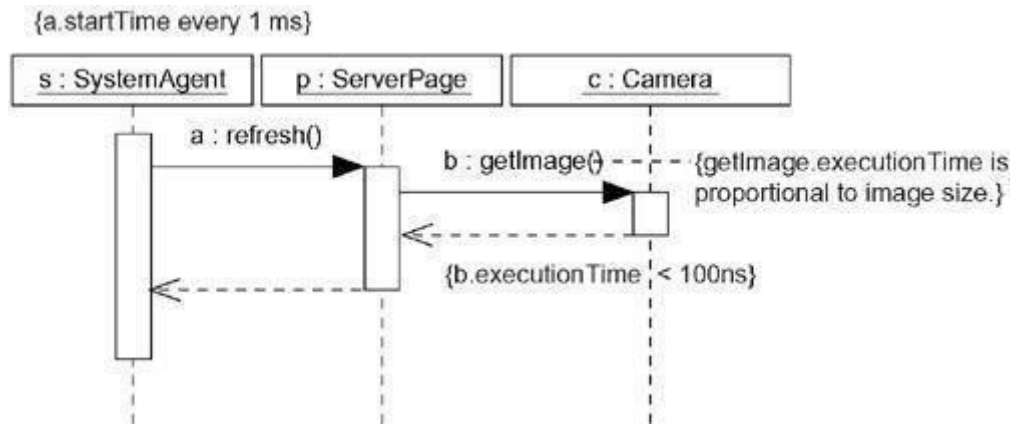 {a.startTime every 1 ms}
s : SystemAgent
p : ServerPage
c : Camera
a : refresh()
b : getImage()
{getImage.executionTime is
proportional to image size.}
{b.executionTime < 100ns}